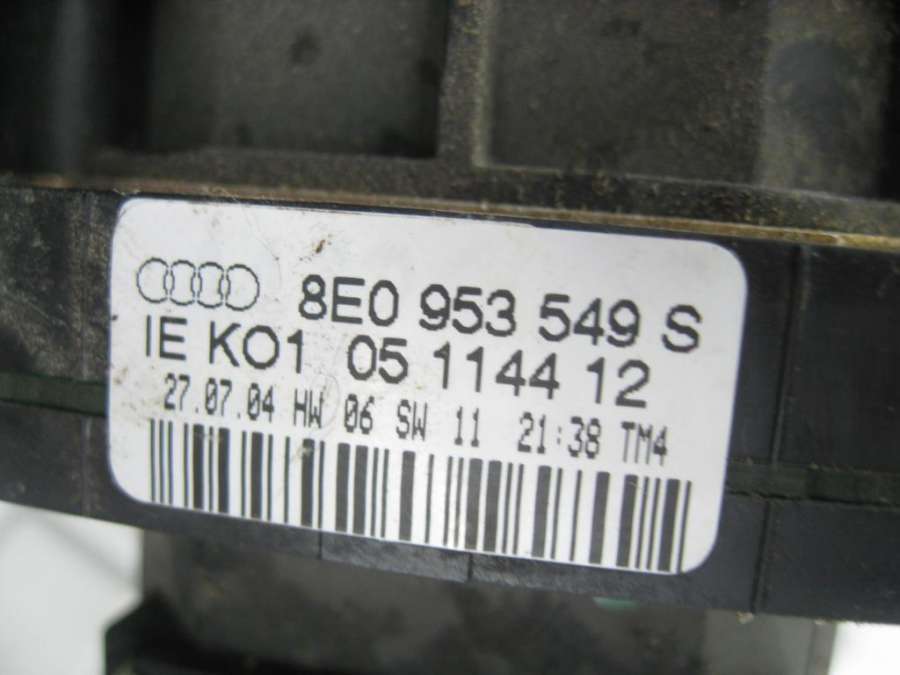 8E0 953 549 S
IE KO1 05 1144 12
27.07.04 HW 06 SW 11 21:38 TM4